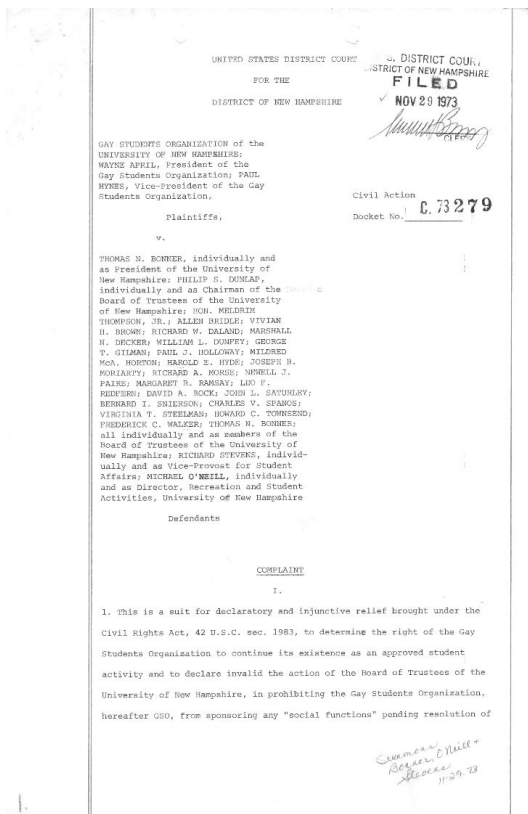 UNITED STATES DISTRICT COURT
FOR THE
DISTRICT OF NEW HAMPSHIRE
S. DISTRICT COURT
DISTRICT OF NEW HAMPSHIRE
FILED
NOV 29 1973
CLERK
GAY STUDENTS ORGANIZATION of the
UNIVERSITY OF NEW HAMPSHIRE;
WAYNE APRIL, President of the
Gay Students Organization; PAUL
HYNES, Vice-President of the Gay
Students Organization,
Plaintiffs,
Civil Action
Docket No. C. 73 279
v.
THOMAS N. BONNER, individually and
as President of the University of
New Hampshire; PHILIP S. DUNLAP,
individually and as Chairman of the
Board of Trustees of the University
of New Hampshire; HON. MELDRIM
THOMPSON, JR.; ALLEN BRIDLE; VIVIAN
H. BROWN; RICHARD W. DALAND; MARSHALL
N. DECKER; WILLIAM L. DUNFEY; GEORGE
T. GILMAN; PAUL J. HOLLOWAY; MILDRED
McA. HORTON; HAROLD E. HYDE; JOSEPH B.
MORIARTY; RICHARD A. MORSE; NEWELL J.
PAIRE; MARGARET R. RAMSAY; LEO F.
REDFERN; DAVID A. ROCK; JOHN L. SATURLEY;
BERNARD I. SNIERSON; CHARLES V. SPANOS;
VIRGINIA T. STEELMAN; HOWARD C. TOWNSEND;
FREDERICK C. WALKER; THOMAS N. BONNER;
all individually and as members of the
Board of Trustees of the University of
New Hampshire; RICHARD STEVENS, individ-
ually and as Vice-Provost for Student
Affairs; MICHAEL O'NEILL, individually
and as Director, Recreation and Student
Activities, University of New Hampshire
Defendants
COMPLAINT
I.
1. This is a suit for declaratory and injunctive relief brought under the
Civil Rights Act, 42 U.S.C. sec. 1983, to determine the right of the Gay
Students Organization to continue its existence as an approved student
activity and to declare invalid the action of the Board of Trustees of the
University of New Hampshire, in prohibiting the Gay Students Organization,
hereafter GSO, from sponsoring any "social functions" pending resolution of
Summons
Bonner, O'Neill +
Stevens
11-29-73
1.